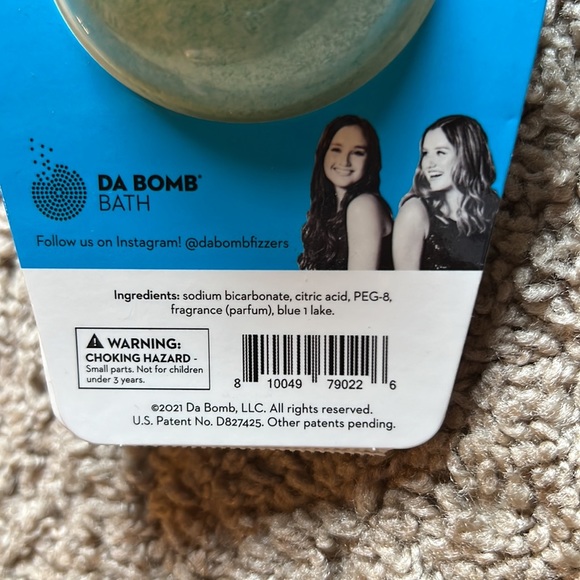 DA BOMB®
BATH
Follow us on Instagram! @dabombfizzers
Ingredients: sodium bicarbonate, citric acid, PEG-8,
fragrance (parfum), blue 1 lake.
WARNING:
CHOKING HAZARD -
Small parts. Not for children
under 3 years.
8 10049 79022 6
©2021 Da Bomb, LLC. All rights reserved.
U.S. Patent No. D827425. Other patents pending.